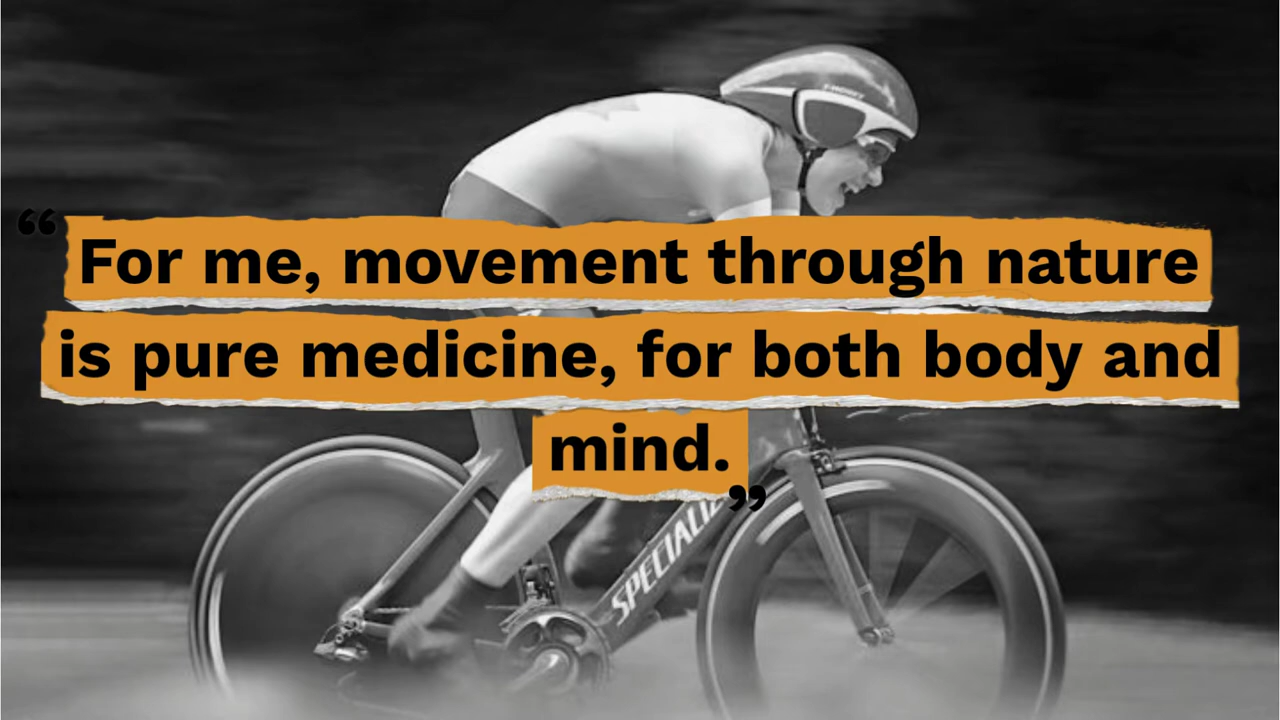 “For me, movement through nature
is pure medicine, for both body and
mind.”
SPECIALIZ